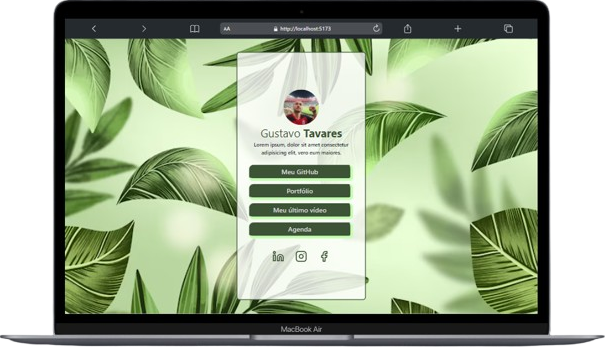 AA
http://localhost:5173
Gustavo Tavares
Lorem ipsum, dolor sit amet consectetur
adipisicing elit. vero eum maiores.
Meu GitHub
Portfólio
Meu último vídeo
Agenda
in
MacBook Air